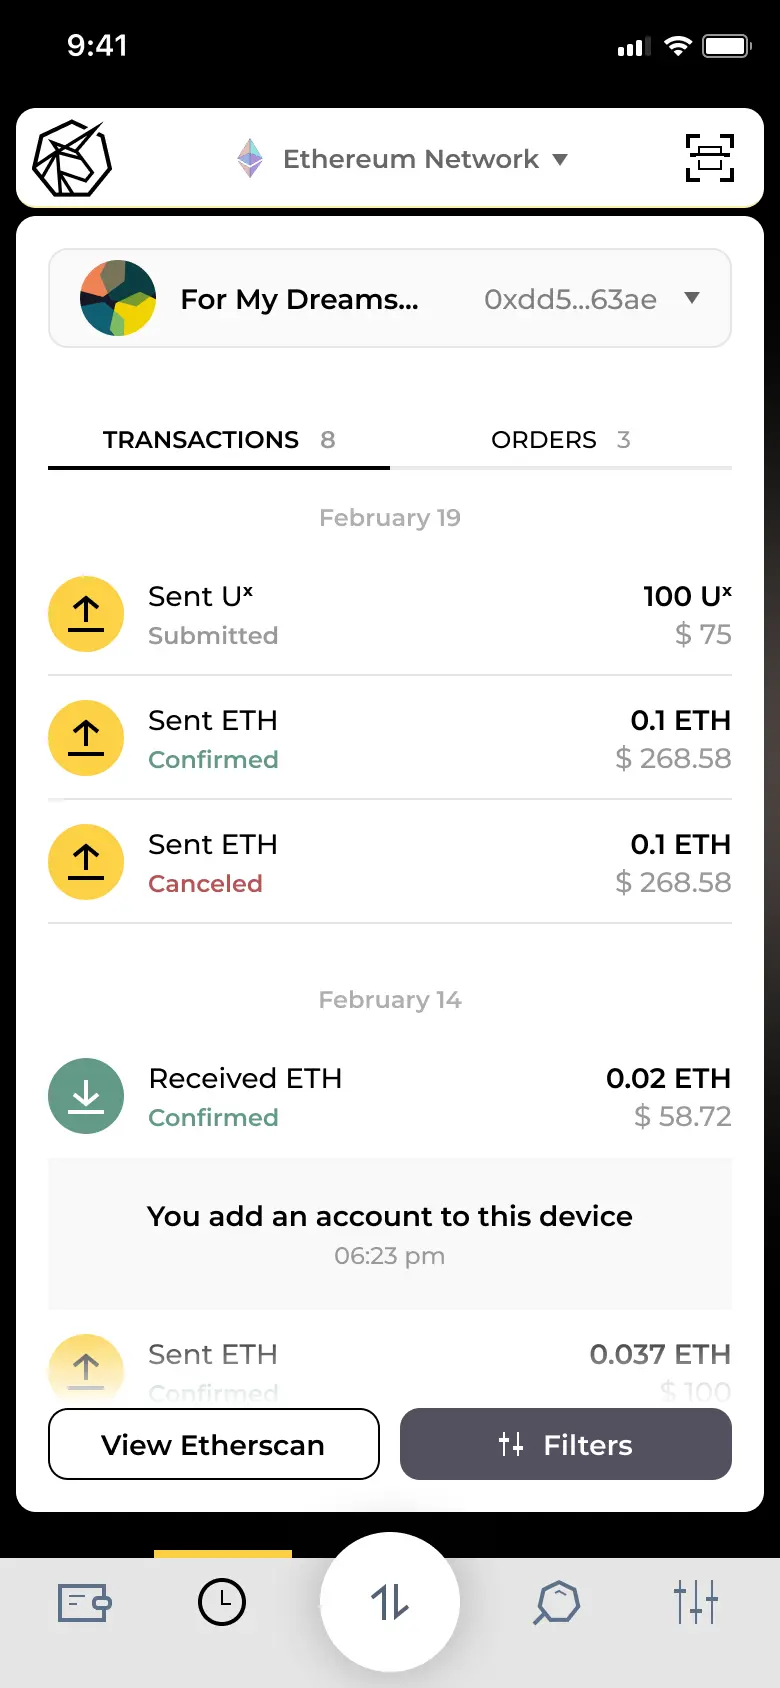 9:41
Ethereum Network
For My Dreams... 0xdd5...63ae
TRANSACTIONS 8 ORDERS 3
February 19
Sent Uˣ 100 Uˣ
Submitted $ 75
Sent ETH 0.1 ETH
Confirmed $ 268.58
Sent ETH 0.1 ETH
Canceled $ 268.58
February 14
Received ETH 0.02 ETH
Confirmed $ 58.72
You add an account to this device
06:23 pm
Sent ETH 0.037 ETH
Confirmed $ 100
View Etherscan Filters